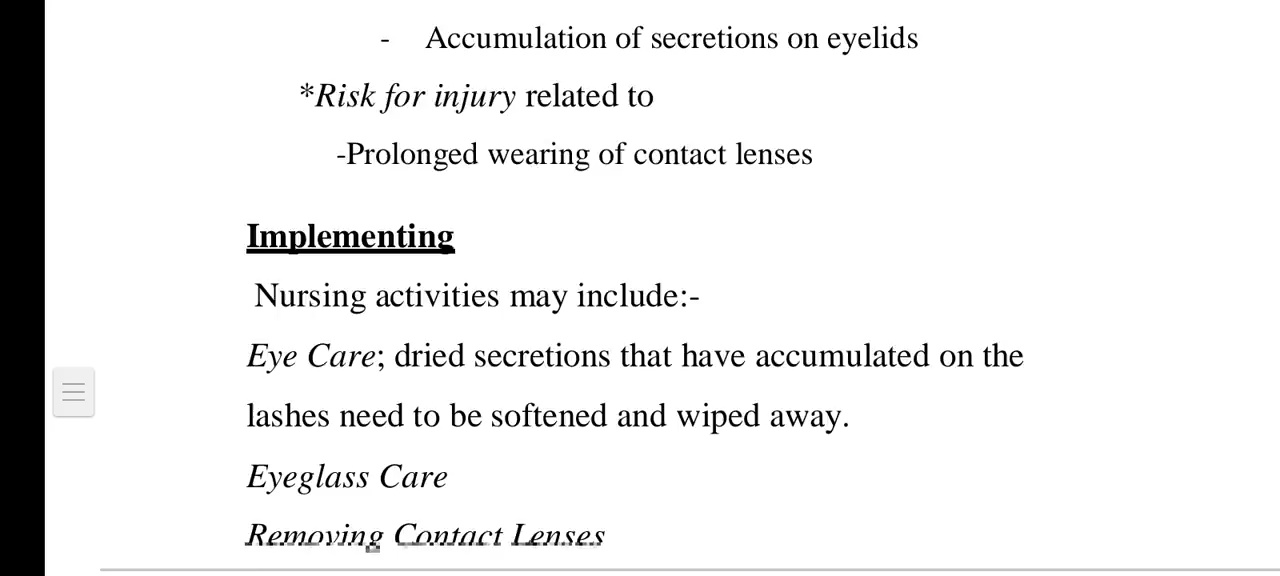 - Accumulation of secretions on eyelids
*Risk for injury related to
-Prolonged wearing of contact lenses
Implementing
Nursing activities may include:-
Eye Care; dried secretions that have accumulated on the
lashes need to be softened and wiped away.
Eyeglass Care
Removing Contact Lenses